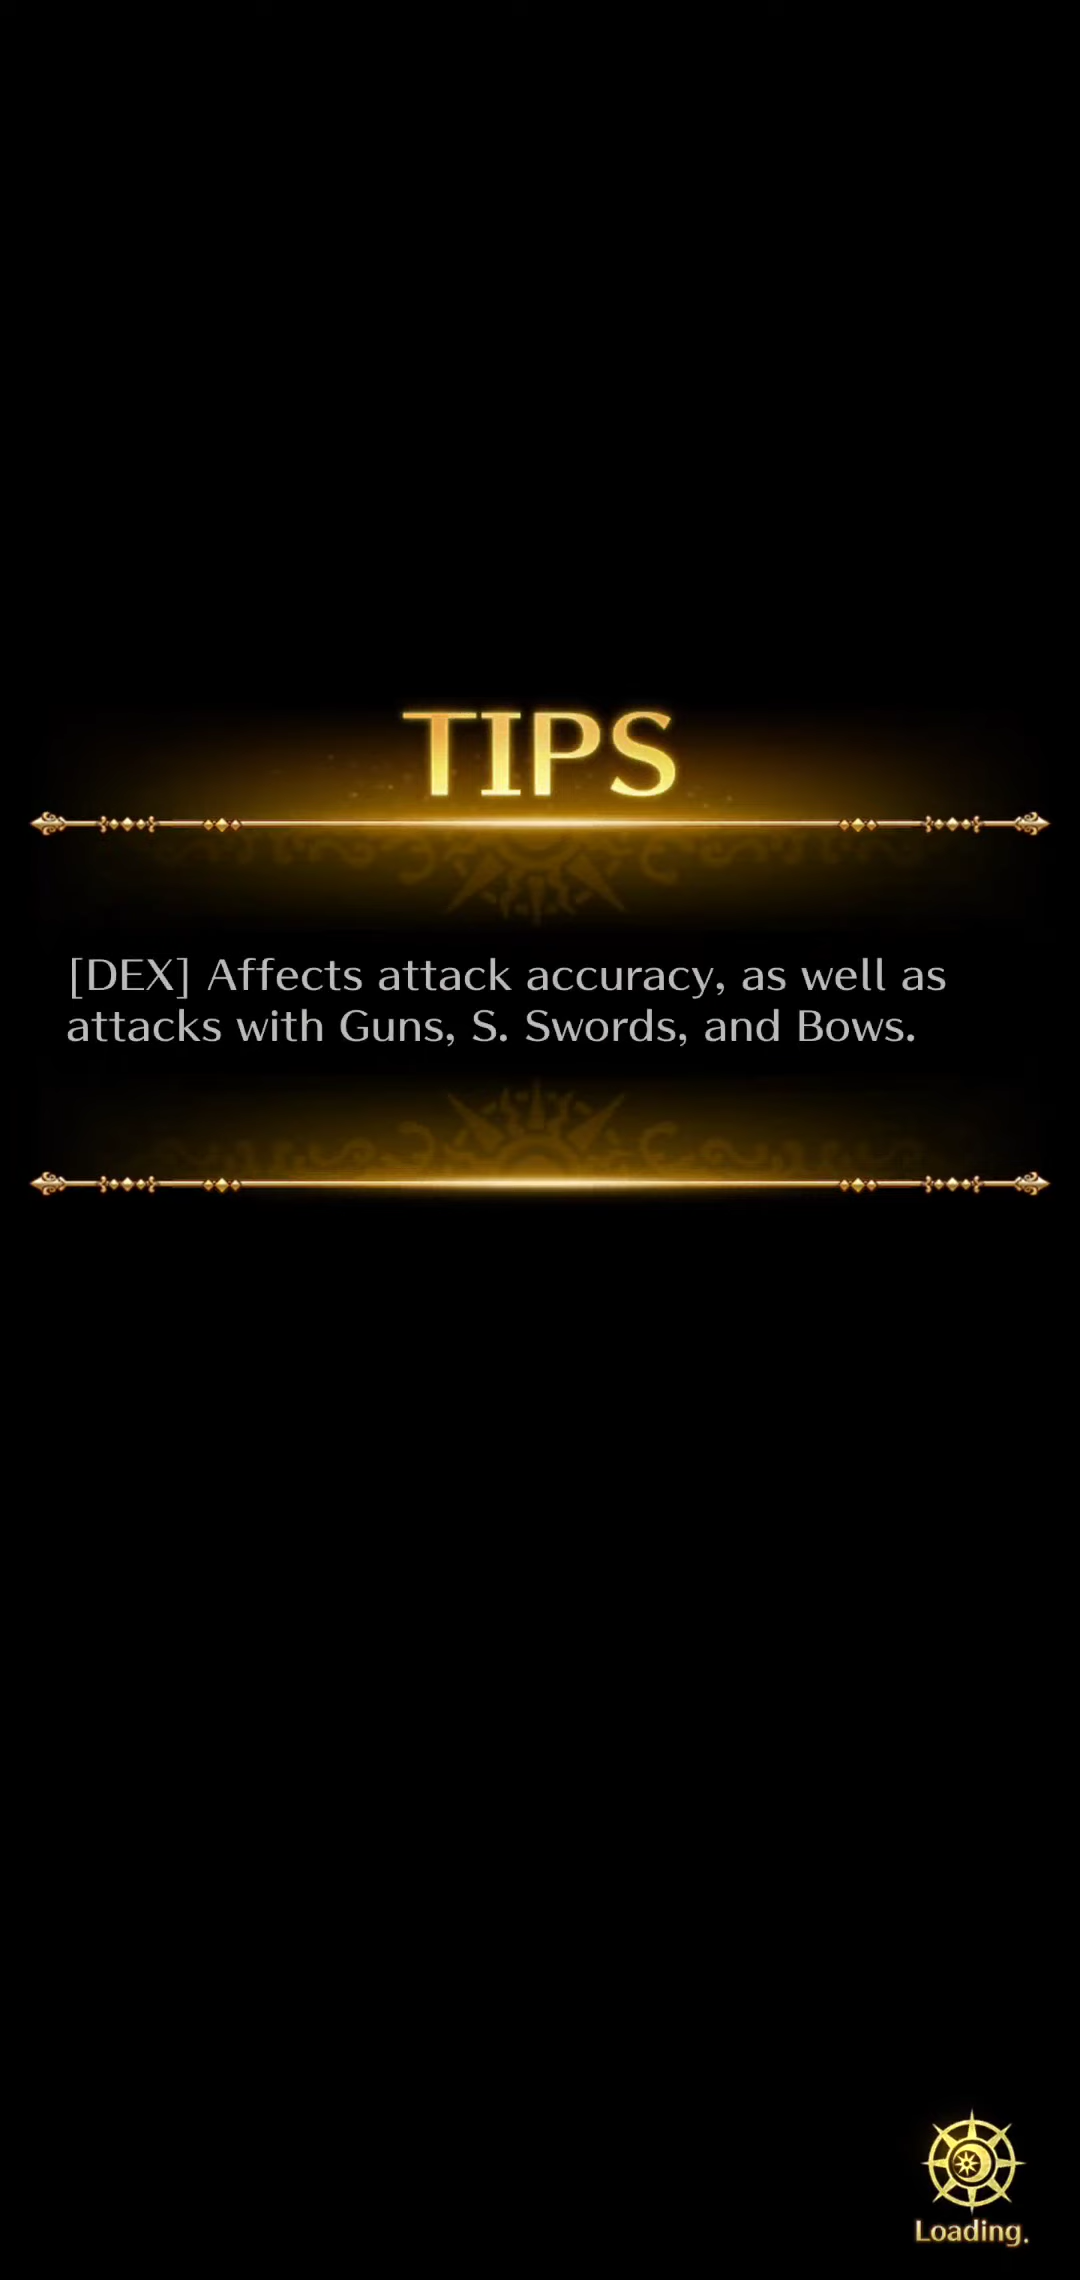 TIPS
[DEX] Affects attack accuracy, as well as
attacks with Guns, S. Swords, and Bows.
Loading.